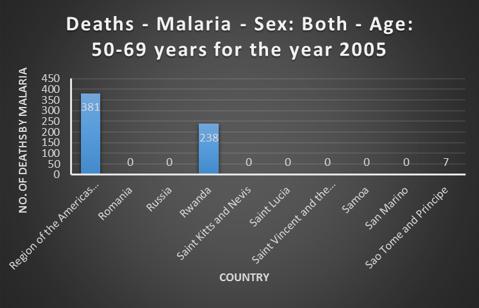 Deaths - Malaria - Sex: Both - Age:
50-69 years for the year 2005
NO. OF DEATHS BY MALARIA
450
400
350
300
250
200
150
100
50
0
381
0
0
238
0
0
0
0
0
7
Region of the Americas...
Romania
Russia
Rwanda
Saint Kitts and Nevis
Saint Lucia
Saint Vincent and the...
Samoa
San Marino
Sao Tome and Principe
COUNTRY